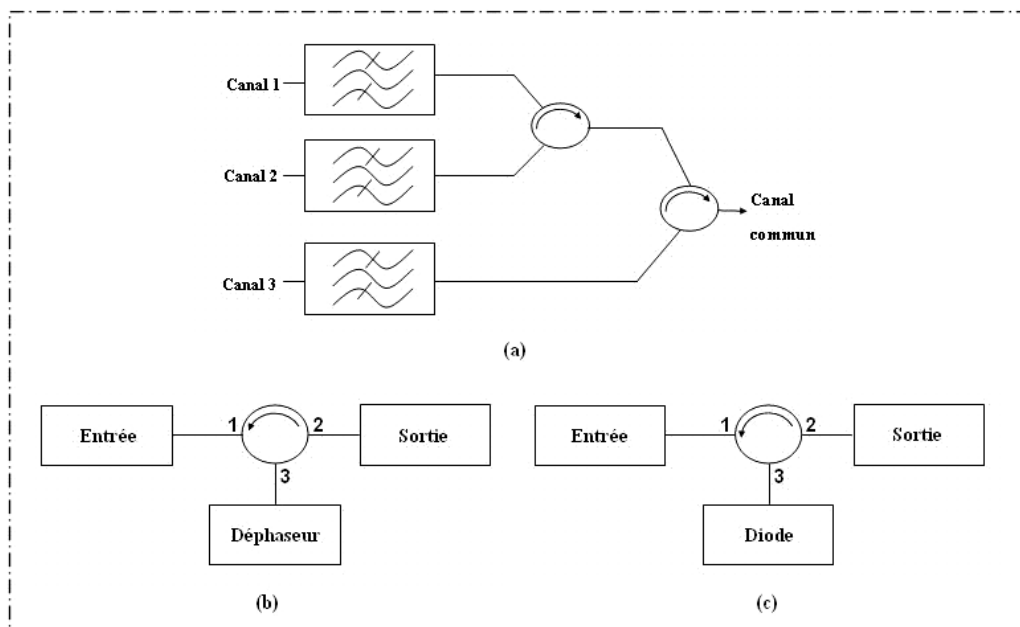 Canal 1
Canal 2
Canal
commun
Canal 3
(a)
Entrée
1
2
Sortie
3
Déphaseur
(b)
Entrée
1
2
Sortie
3
Diode
(c)